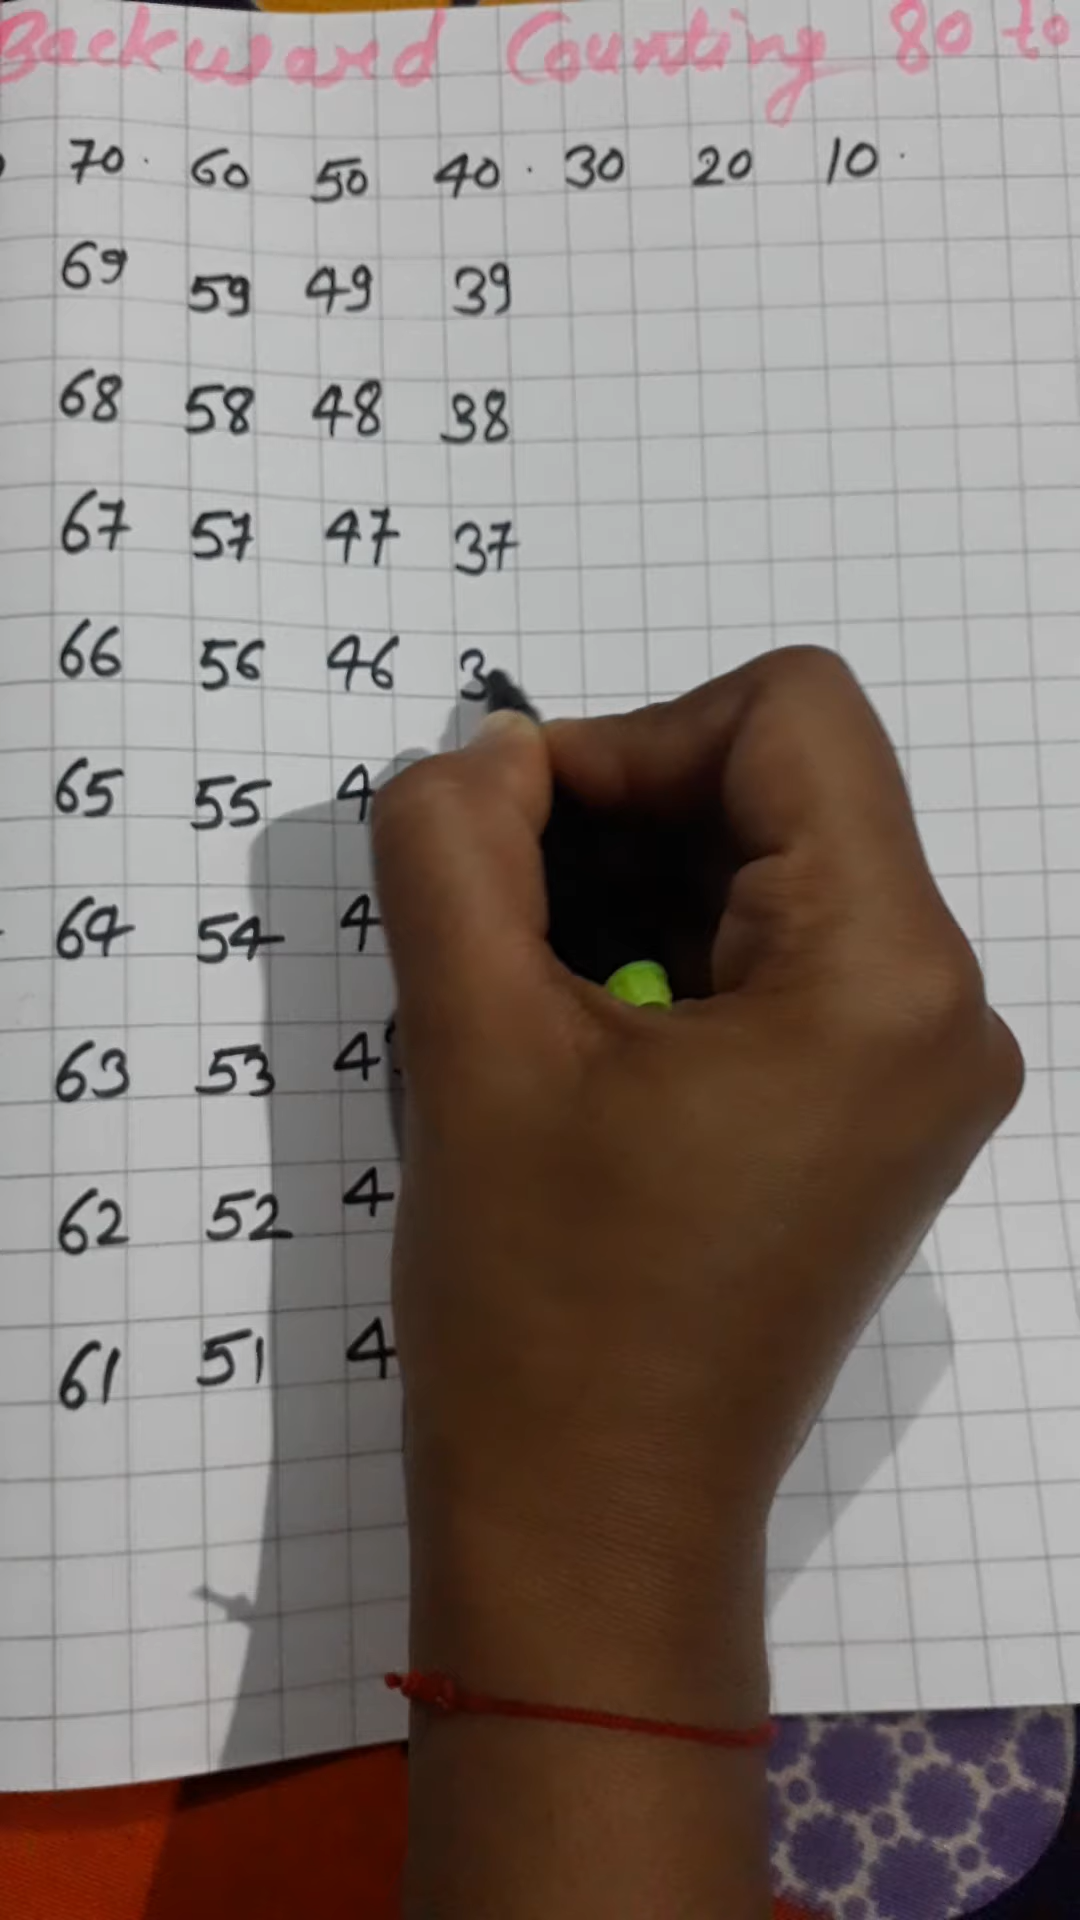 Backward Counting 80 to
70 60 50 40 30 20 10
69 59 49 39
68 58 48 38
67 57 47 37
66 56 46 3
65 55 4
64 54 4
63 53 4
62 52 4
61 51 4